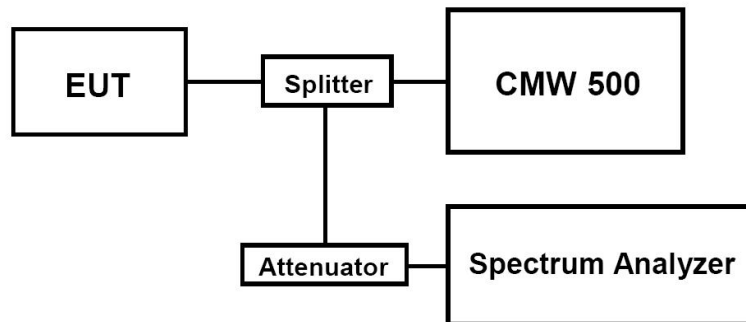 EUT
Splitter
CMW 500
Attenuator
Spectrum Analyzer